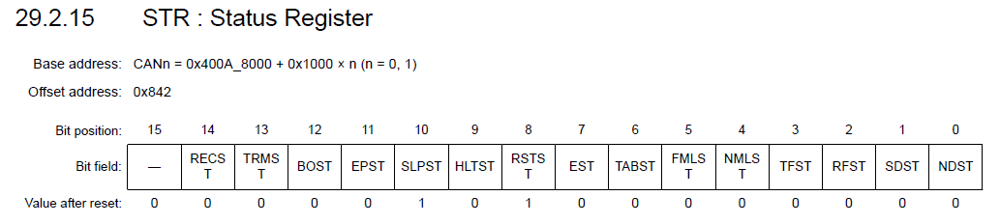 29.2.15 STR : Status Register
Base address: CANn = 0x400A_8000 + 0x1000 × n (n = 0, 1)
Offset address: 0x842
Bit position: 15 14 13 12 11 10 9 8 7 6 5 4 3 2 1 0
Bit field: — RECST TRMST BOST EPST SLPST HLTST RSTST EST TABST FMLST NMLST TFST RFST SDST NDST
Value after reset: 0 0 0 0 0 1 0 1 0 0 0 0 0 0 0 0